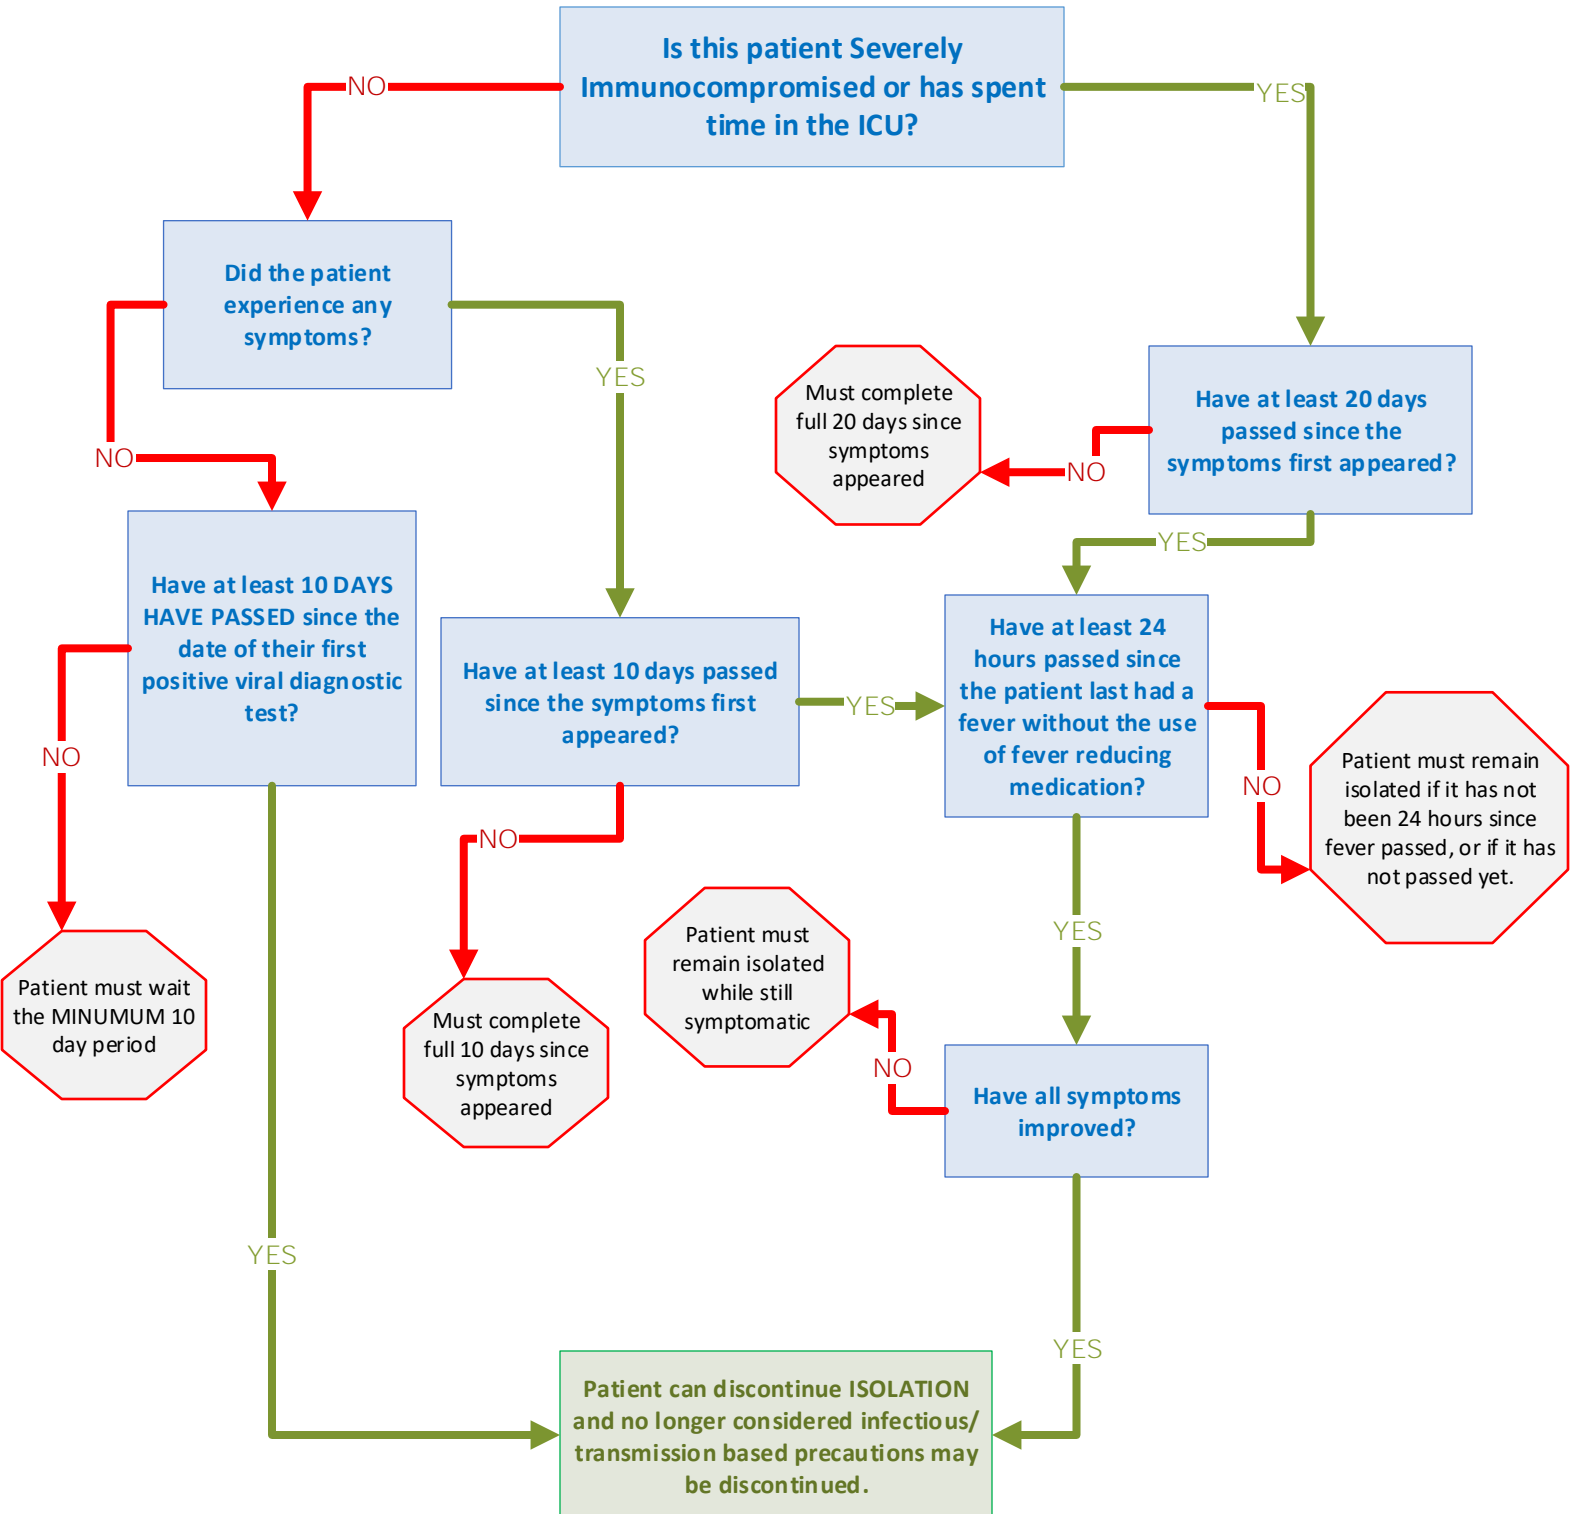 Is this patient Severely
Immunocompromised or has spent
time in the ICU?
NO
YES
Did the patient
experience any
symptoms?
YES
NO
Must complete
full 20 days since
symptoms
appeared
Have at least 20 days
passed since the
symptoms first appeared?
NO
YES
Have at least 10 DAYS
HAVE PASSED since the
date of their first
positive viral diagnostic
test?
NO
Have at least 10 days passed
since the symptoms first
appeared?
YES
Have at least 24
hours passed since
the patient last had a
fever without the use
of fever reducing
medication?
NO
Patient must remain
isolated if it has not
been 24 hours since
fever passed, or if it has
not passed yet.
NO
YES
Patient must wait
the MINUMUM 10
day period
Must complete
full 10 days since
symptoms
appeared
Patient must
remain isolated
while still
symptomatic
NO
Have all symptoms
improved?
YES
YES
Patient can discontinue ISOLATION
and no longer considered infectious/
transmission based precautions may
be discontinued.